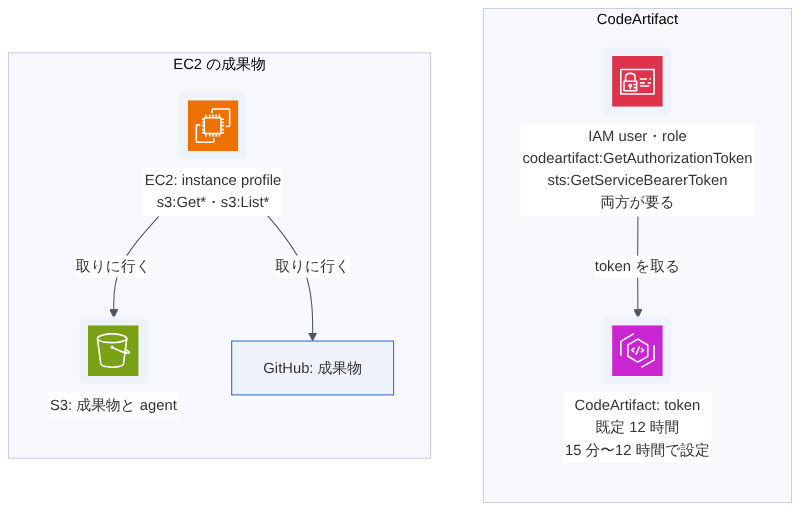 EC2 の成果物
EC2: instance profile
s3:Get*・s3:List*
取りに行く
取りに行く
S3: 成果物と agent
GitHub: 成果物
CodeArtifact
IAM user・role
codeartifact:GetAuthorizationToken
sts:GetServiceBearerToken
両方が要る
token を取る
CodeArtifact: token
既定 12 時間
15 分〜12 時間で設定